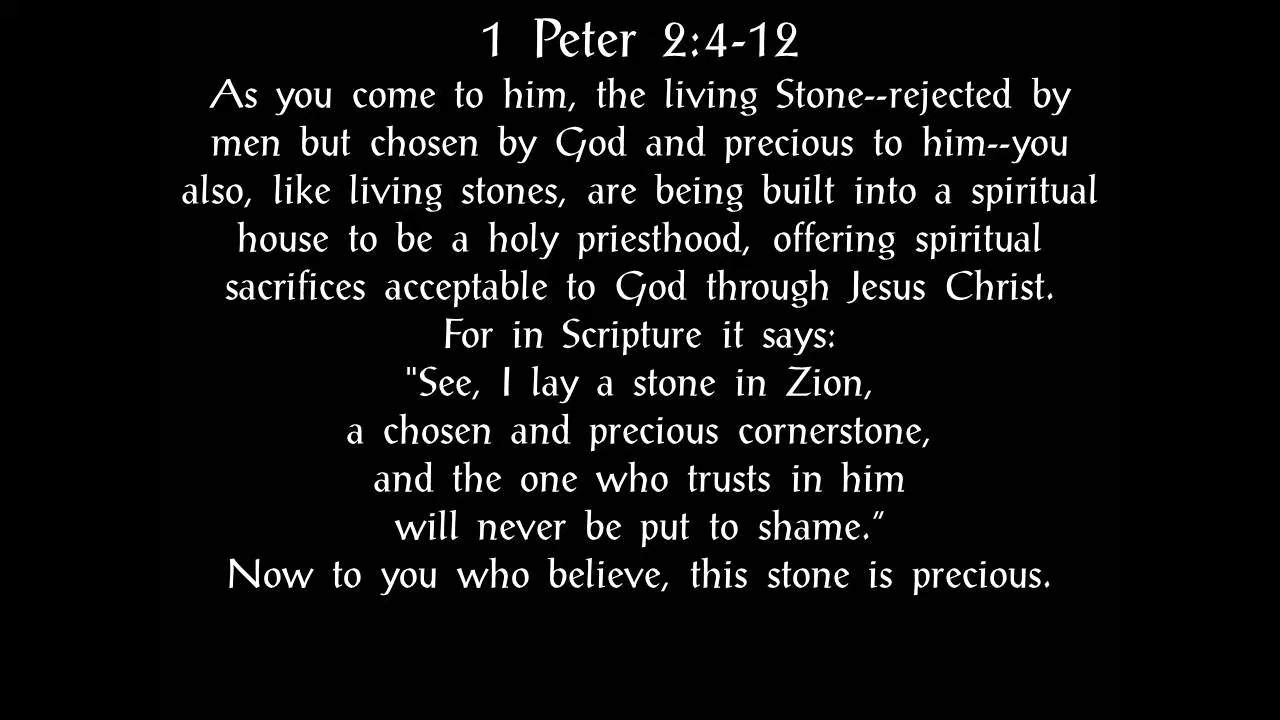 1 Peter 2:4-12
As you come to him, the living Stone--rejected by
men but chosen by God and precious to him--you
also, like living stones, are being built into a spiritual
house to be a holy priesthood, offering spiritual
sacrifices acceptable to God through Jesus Christ.
For in Scripture it says:
"See, I lay a stone in Zion,
a chosen and precious cornerstone,
and the one who trusts in him
will never be put to shame.”
Now to you who believe, this stone is precious.